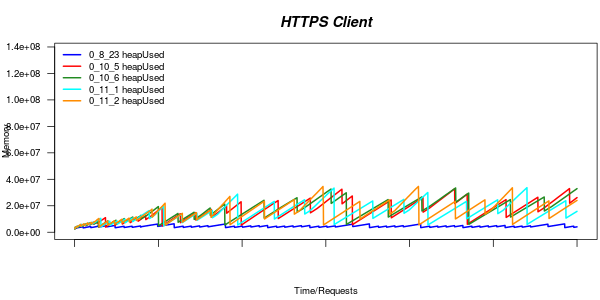 HTTPS Client
1.4e+08
1.2e+08
1.0e+08
8.0e+07
6.0e+07
4.0e+07
2.0e+07
0.0e+00
Memory
0_8_23 heapUsed
0_10_5 heapUsed
0_10_6 heapUsed
0_11_1 heapUsed
0_11_2 heapUsed
Time/Requests